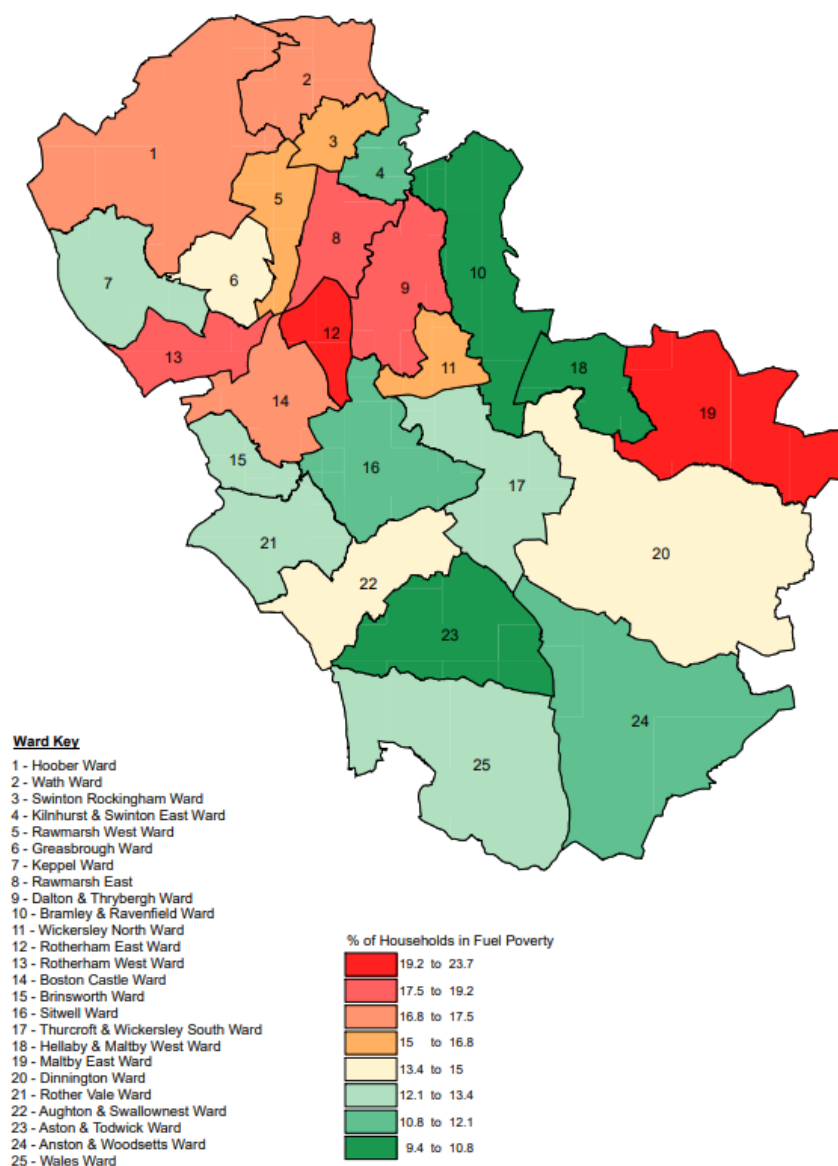 2
3
1
4
5
8
7
6
10
9
12
13
11
18
14
19
15
16
17
21
20
22
23
24
25
Ward Key
1 - Hoober Ward
2 - Wath Ward
3 - Swinton Rockingham Ward
4 - Kilnhurst & Swinton East Ward
5 - Rawmarsh West Ward
6 - Greasbrough Ward
7 - Keppel Ward
8 - Rawmarsh East
9 - Dalton & Thrybergh Ward
10 - Bramley & Ravenfield Ward
11 - Wickersley North Ward
12 - Rotherham East Ward
13 - Rotherham West Ward
14 - Boston Castle Ward
15 - Brinsworth Ward
16 - Sitwell Ward
17 - Thurcroft & Wickersley South Ward
18 - Hellaby & Maltby West Ward
19 - Maltby East Ward
20 - Dinnington Ward
21 - Rother Vale Ward
22 - Aughton & Swallownest Ward
23 - Aston & Todwick Ward
24 - Anston & Woodsetts Ward
25 - Wales Ward
% of Households in Fuel Poverty
19.2 to 23.7
17.5 to 19.2
16.8 to 17.5
15 to 16.8
13.4 to 15
12.1 to 13.4
10.8 to 12.1
9.4 to 10.8